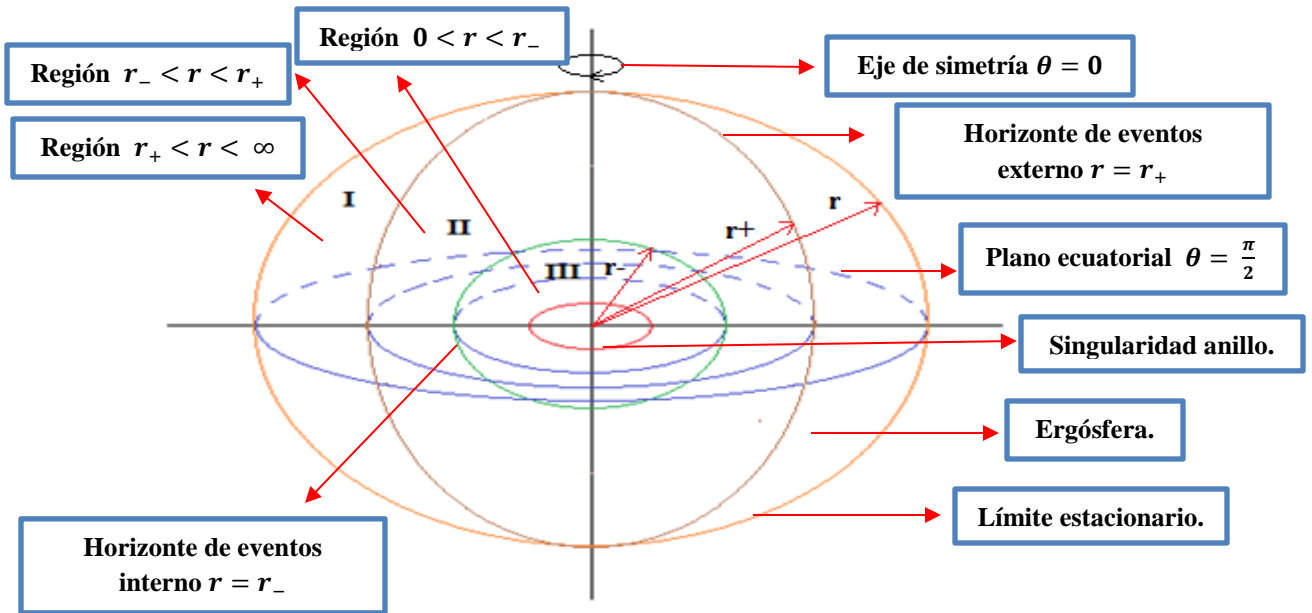 Región 0 < r < r₋
Región r₋ < r < r₊
Eje de simetría θ = 0
Región r₊ < r < ∞
Horizonte de eventos
externo r = r₊
I
r
II
r+
Plano ecuatorial θ = π/2
III
r-
Singularidad anillo.
Ergósfera.
Límite estacionario.
Horizonte de eventos
interno r = r₋